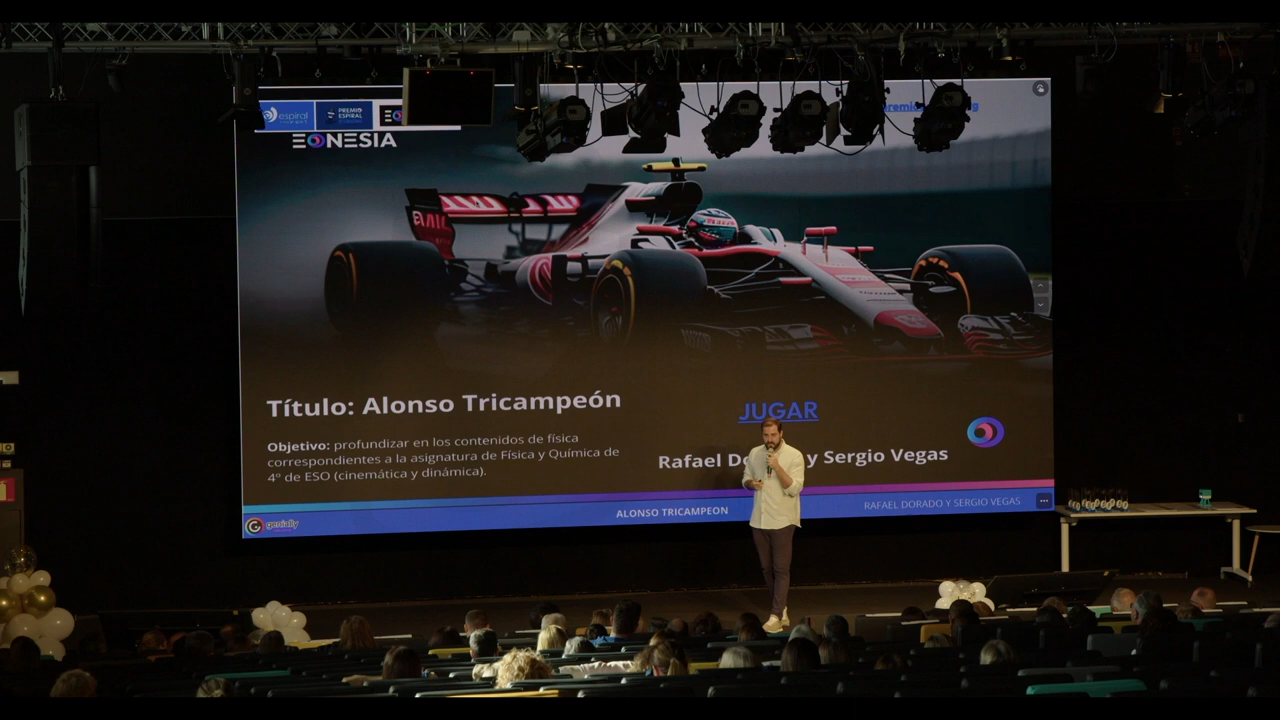 espiral
PREMIO
ESPIRAL
EONESIA
Título: Alonso Tricampeón
Objetivo: profundizar en los contenidos de física
correspondientes a la asignatura de Física y Química de
4º de ESO (cinemática y dinámica).
JUGAR
y Sergio Vegas
Rafael
ALONSO TRICAMPEON
RAFAEL DORADO Y SERGIO VEGAS
genially